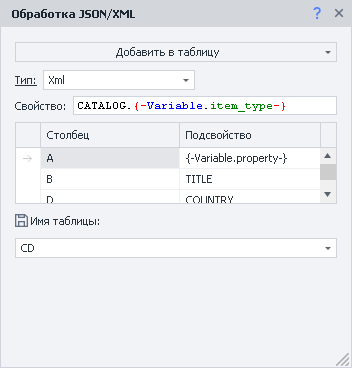 Обработка JSON/XML
?
Добавить в таблицу
Тип: Xml
Свойство: CATALOG.{-Variable.item_type-}
Столбец Подсвойство
A {-Variable.property-}
B TITLE
D COUNTRY
Имя таблицы:
CD